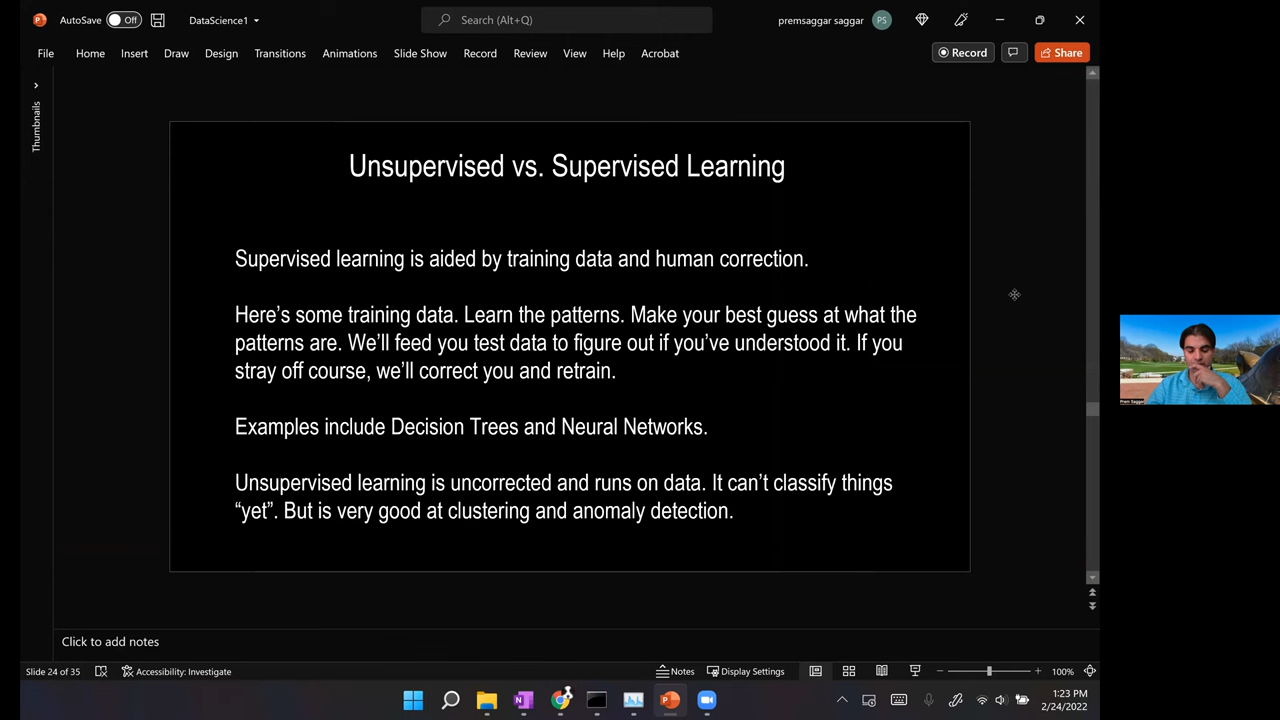 AutoSave Off DataScience1 Search (Alt+Q) premsaggar saggar PS
File Home Insert Draw Design Transitions Animations Slide Show Record Review View Help Acrobat Record Share
Thumbnails
Unsupervised vs. Supervised Learning
Supervised learning is aided by training data and human correction.
Here’s some training data. Learn the patterns. Make your best guess at what the
patterns are. We’ll feed you test data to figure out if you’ve understood it. If you
stray off course, we’ll correct you and retrain.
Examples include Decision Trees and Neural Networks.
Unsupervised learning is uncorrected and runs on data. It can’t classify things
“yet”. But is very good at clustering and anomaly detection.
Prem Saggar
Click to add notes
Slide 24 of 35 Accessibility: Investigate Notes Display Settings 100%
1:23 PM
2/24/2022